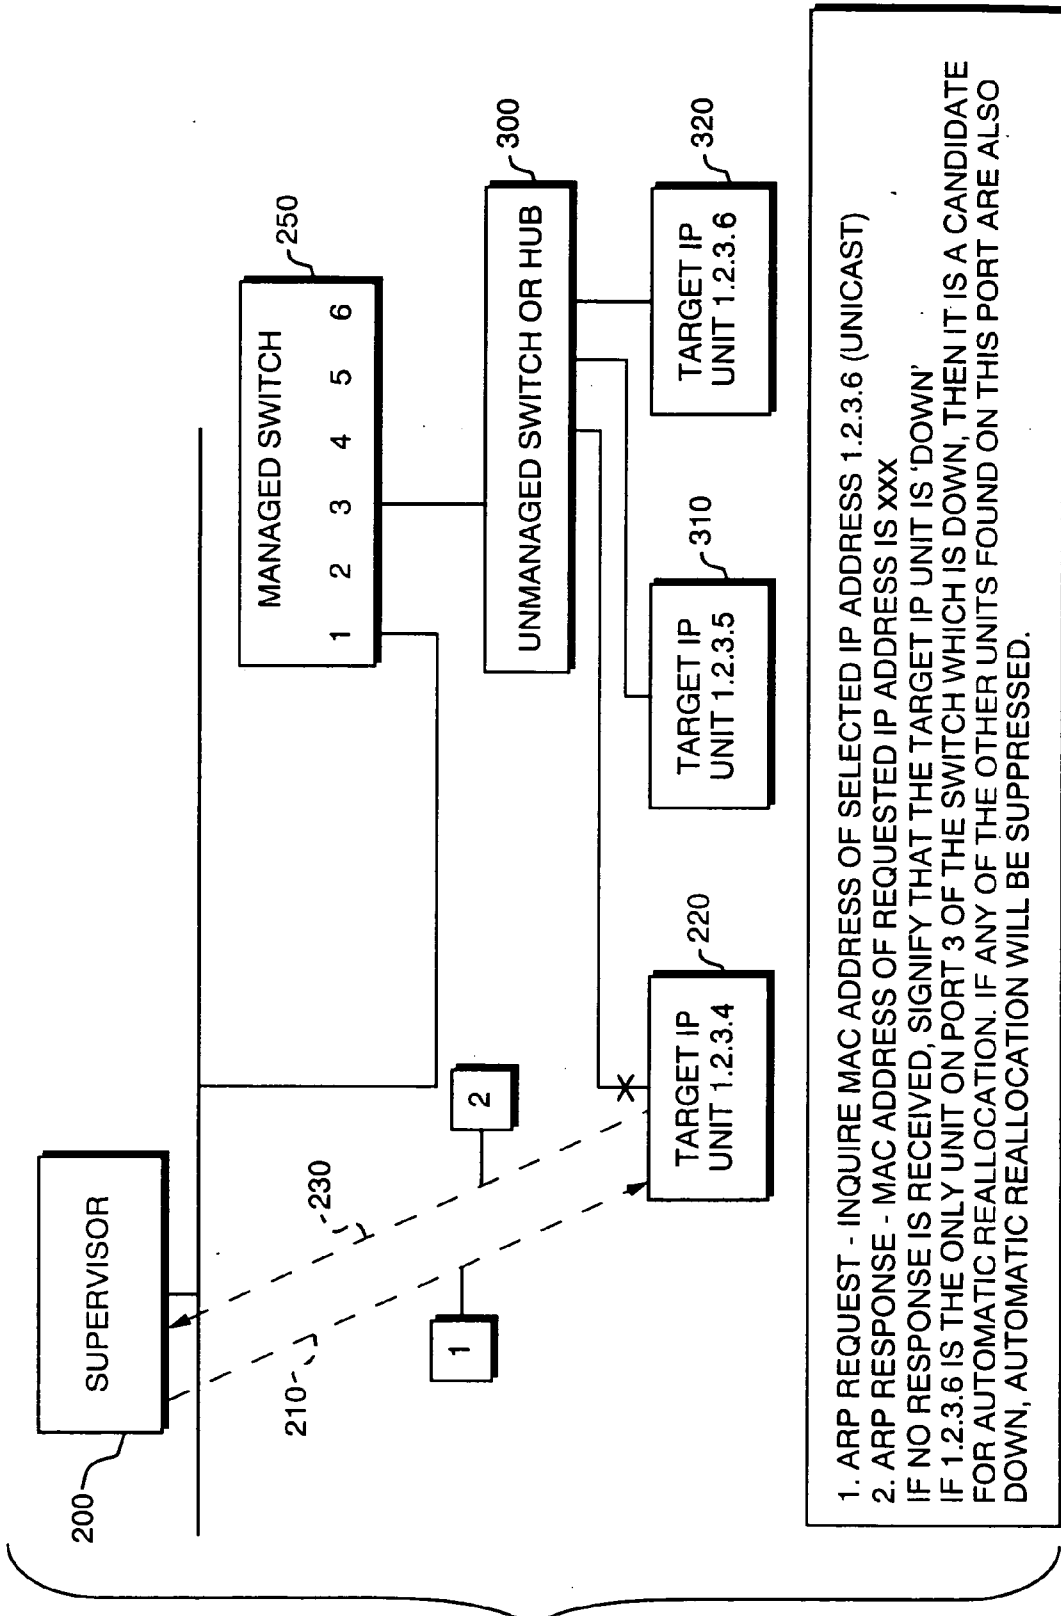 200
SUPERVISOR
210
230
1
2
MANAGED SWITCH
1 2 3 4 5 6
250
UNMANAGED SWITCH OR HUB
300
TARGET IP
UNIT 1.2.3.4
220
TARGET IP
UNIT 1.2.3.5
310
TARGET IP
UNIT 1.2.3.6
320
1. ARP REQUEST - INQUIRE MAC ADDRESS OF SELECTED IP ADDRESS 1.2.3.6 (UNICAST)
2. ARP RESPONSE - MAC ADDRESS OF REQUESTED IP ADDRESS IS XXX
IF NO RESPONSE IS RECEIVED, SIGNIFY THAT THE TARGET IP UNIT IS 'DOWN'
IF 1.2.3.6 IS THE ONLY UNIT ON PORT 3 OF THE SWITCH WHICH IS DOWN, THEN IT IS A CANDIDATE
FOR AUTOMATIC REALLOCATION. IF ANY OF THE OTHER UNITS FOUND ON THIS PORT ARE ALSO
DOWN, AUTOMATIC REALLOCATION WILL BE SUPPRESSED.